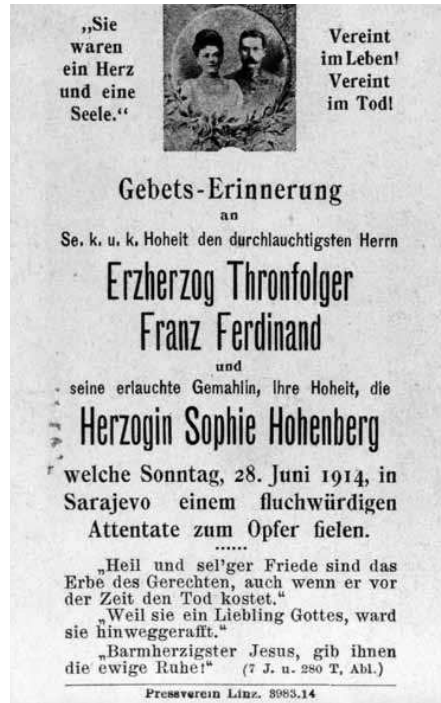 „Sie
waren
ein Herz
und eine
Seele.“
Vereint
im Leben!
Vereint
im Tod!
Gebets-Erinnerung
an
Se. k. u. k. Hoheit den durchlauchtigsten Herrn
Erzherzog Thronfolger
Franz Ferdinand
und
seine erlauchte Gemahlin, Ihre Hoheit, die
Herzogin Sophie Hohenberg
welche Sonntag, 28. Juni 1914, in
Sarajevo einem fluchwürdigen
Attentate zum Opfer fielen.
„Heil und sel'ger Friede sind das
Erbe des Gerechten, auch wenn er vor
der Zeit den Tod kostet.“
„Weil sie ein Liebling Gottes, ward
sie hinweggerafft.“
„Barmherzigster Jesus, gib ihnen
die ewige Ruhe!“ (7 J. u. 280 T, Abl.)
Pressverein Linz. 3983.14